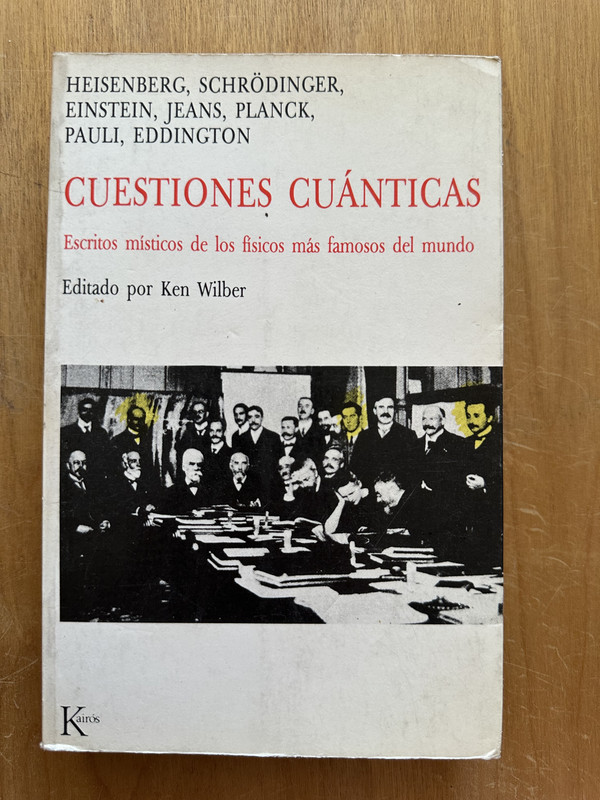 HEISENBERG, SCHRÖDINGER,
EINSTEIN, JEANS, PLANCK,
PAULI, EDDINGTON
CUESTIONES CUÁNTICAS
Escritos místicos de los físicos más famosos del mundo
Editado por Ken Wilber
Kairós